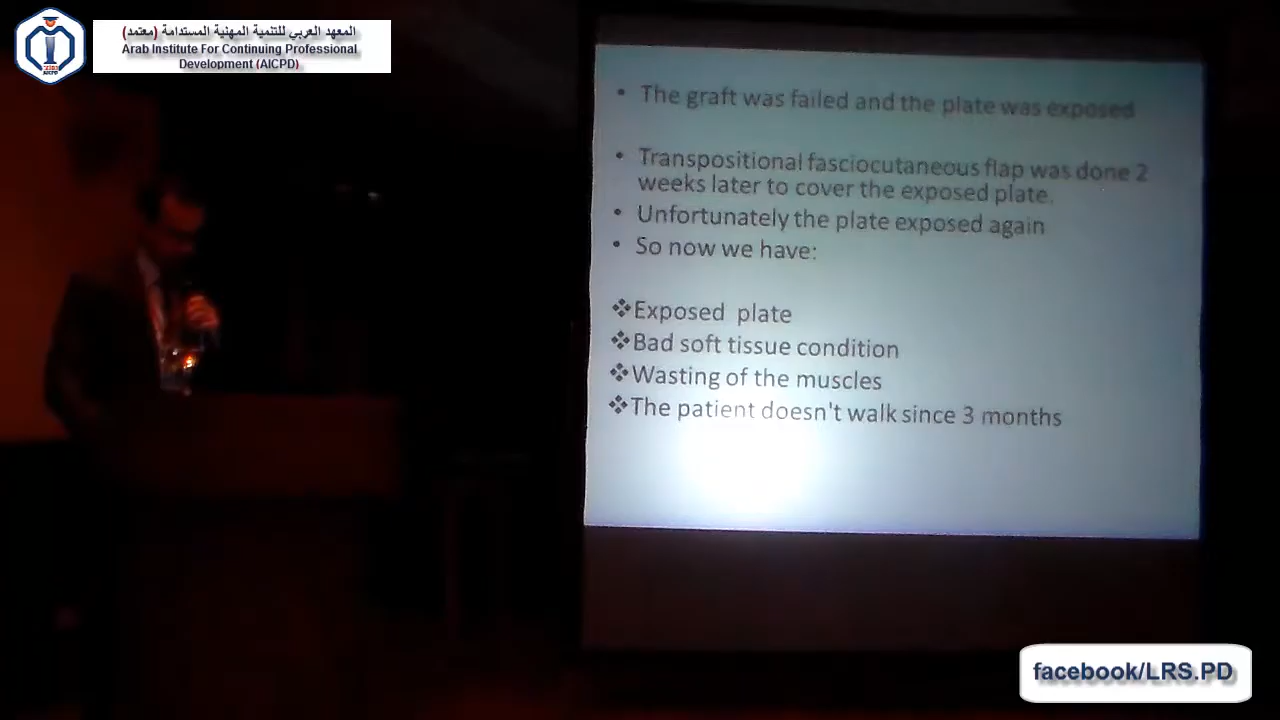 المعهد العربي للتنمية المهنية المستدامة (معتمد)
Arab Institute For Continuing Professional
Development (AICPD)
AICPD
• The graft was failed and the plate was exposed
• Transpositional fasciocutaneous flap was done 2
weeks later to cover the exposed plate.
• Unfortunately the plate exposed again
• So now we have:
❖Exposed plate
❖Bad soft tissue condition
❖Wasting of the muscles
❖The patient doesn't walk since 3 months
facebook/LRS.PD